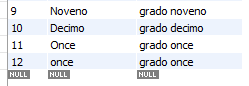 9 Noveno grado noveno
10 Decimo grado decimo
11 Once grado once
12 once grado once
NULL NULL NULL